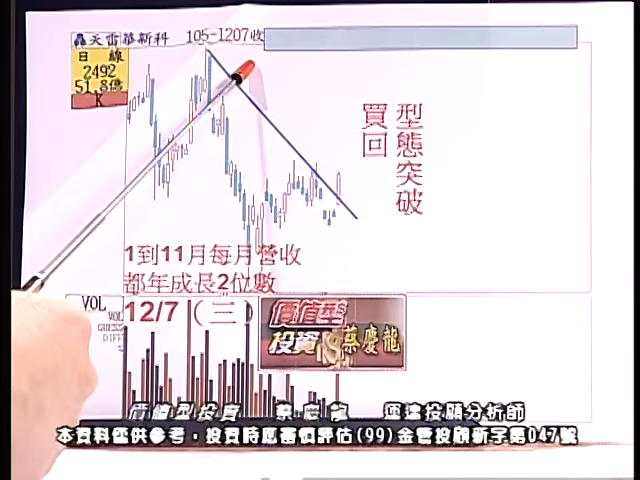 天雷 華新科 105-1207收
日 線
2492
51.8億
K
型態突破
買回
1到11月每月營收
都年成長2位數
VOL
12/7 (三)
價值型
投資
蔡慶龍
價值型投資 蔡慶龍 運達投顧分析師
本資料僅供參考，投資時應審慎評估(99)金管投顧新字第047號